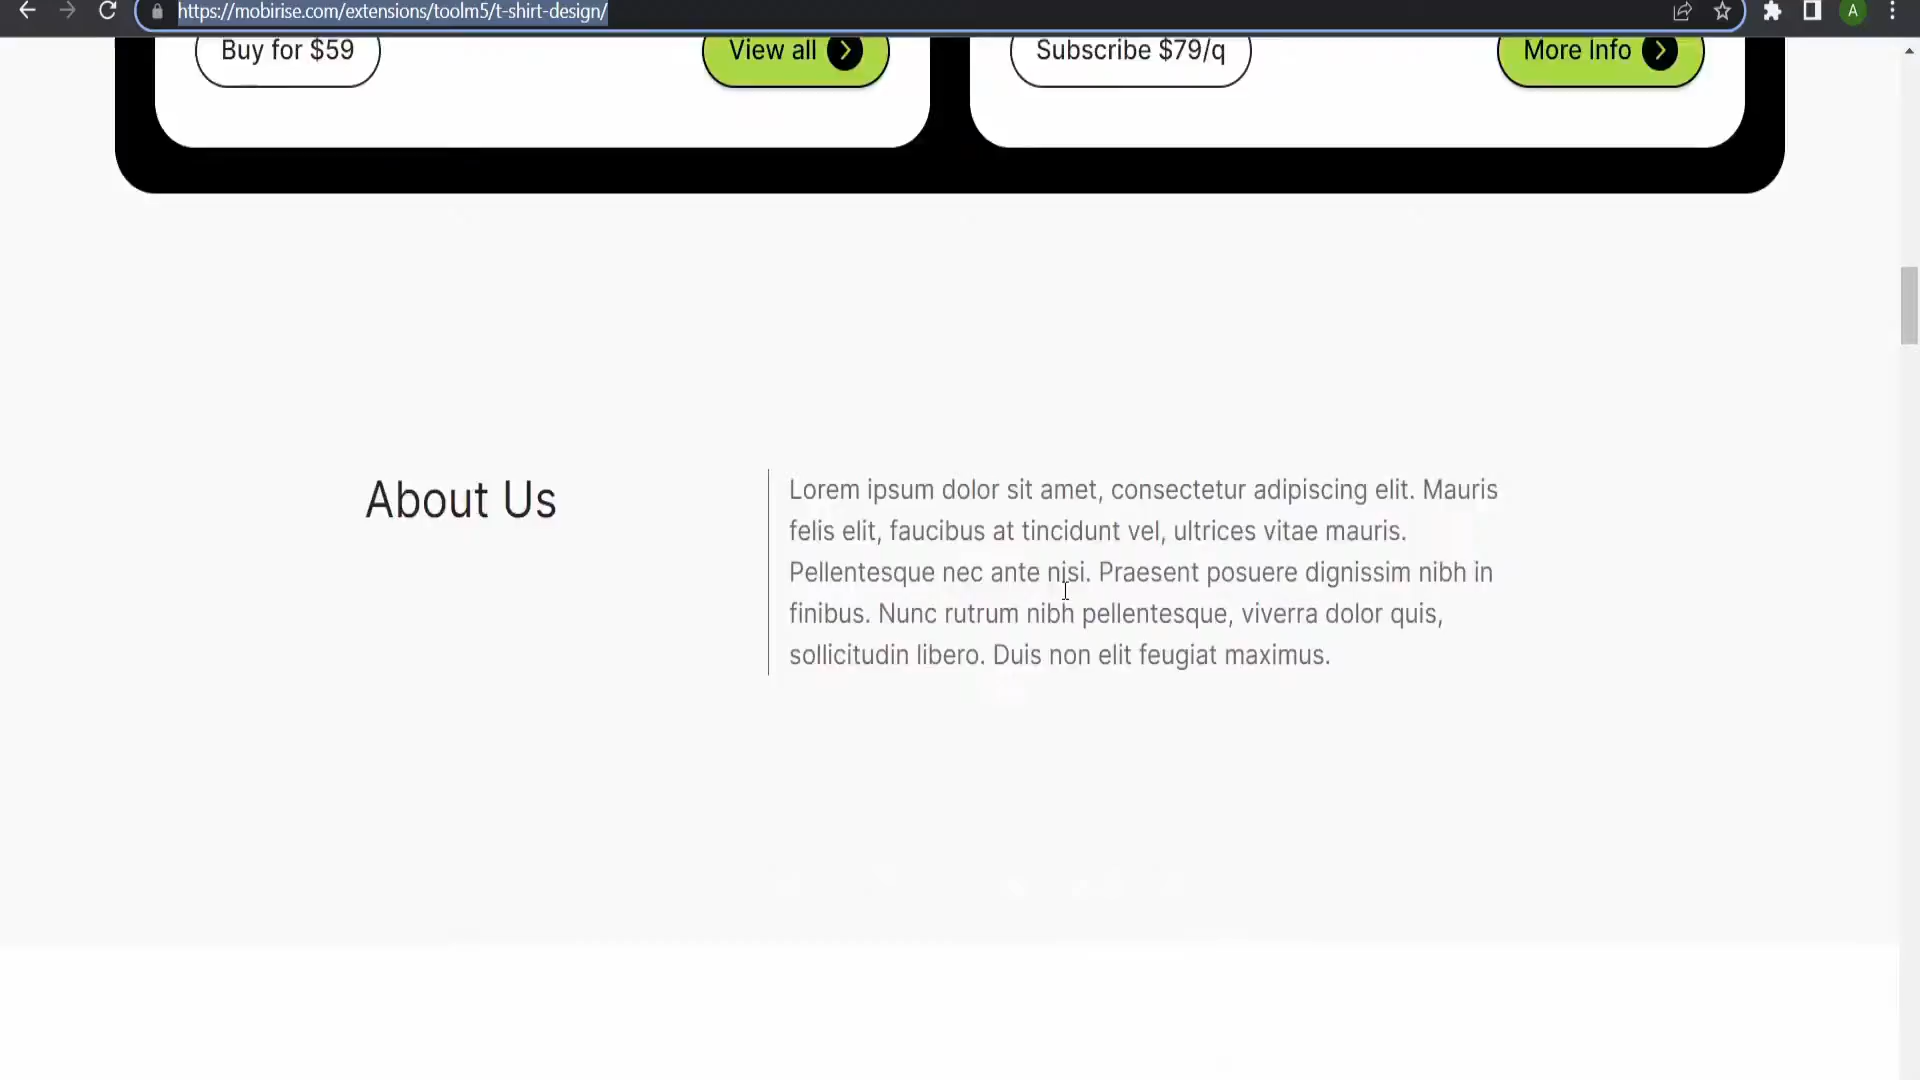 https://mobirise.com/extensions/toolm5/t-shirt-design/
A
Buy for $59
View all
Subscribe $79/q
More Info
About Us
Lorem ipsum dolor sit amet, consectetur adipiscing elit. Mauris
felis elit, faucibus at tincidunt vel, ultrices vitae mauris.
Pellentesque nec ante nisi. Praesent posuere dignissim nibh in
finibus. Nunc rutrum nibh pellentesque, viverra dolor quis,
sollicitudin libero. Duis non elit feugiat maximus.